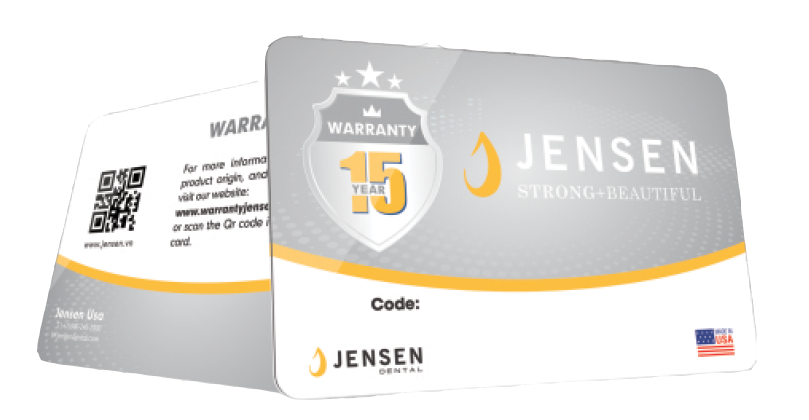 WARRANTY
15
YEAR
JENSEN
STRONG+BEAUTIFUL
Code:
JENSEN
DENTAL
MADE IN
USA
WARRA
For more informa
product origin, and
visit our website:
www.warrantyjense
or scan the Qr code i
card.
www.jensen.vn
Jensen Usa